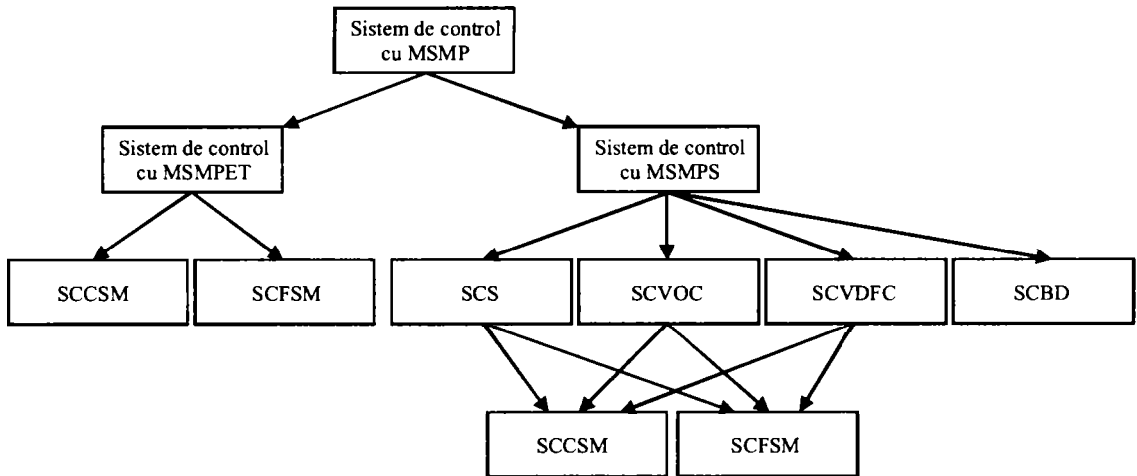 Sistem de control
cu MSMP
Sistem de control
cu MSMPET
Sistem de control
cu MSMPS
SCCSM
SCFSM
SCS
SCVOC
SCVDFC
SCBD
SCCSM
SCFSM